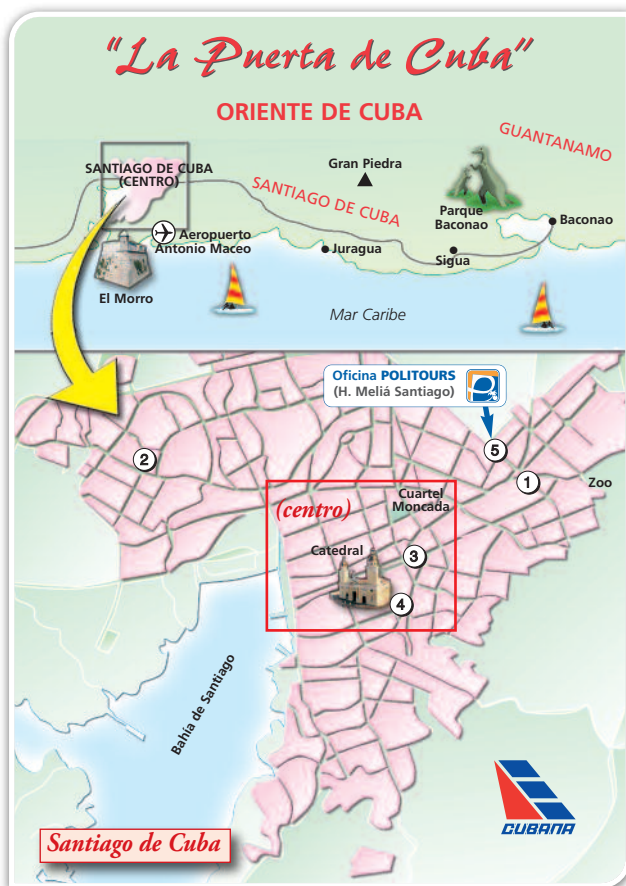 “La Puerta de Cuba”
ORIENTE DE CUBA
GUANTANAMO
SANTIAGO DE CUBA
(CENTRO)
Gran Piedra
SANTIAGO DE CUBA
Parque
Baconao
Baconao
Aeropuerto
Antonio Maceo
Juragua
Sigua
El Morro
Mar Caribe
Oficina POLITOURS
(H. Meliá Santiago)
5
2
1
Zoo
(centro)
Cuartel
Moncada
Catedral
3
4
Bahía de Santiago
Santiago de Cuba
CUBANA